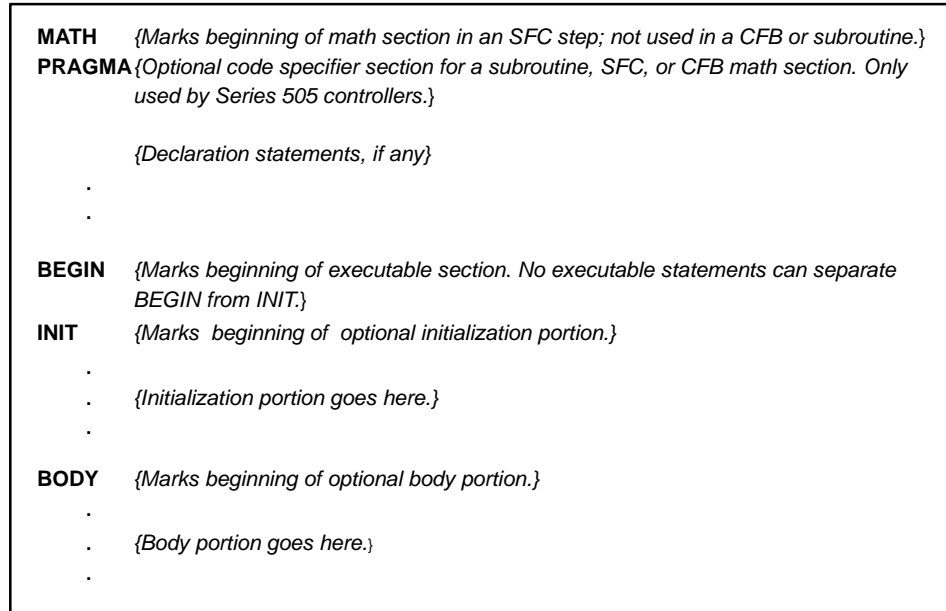 MATH {Marks beginning of math section in an SFC step; not used in a CFB or subroutine.}
PRAGMA {Optional code specifier section for a subroutine, SFC, or CFB math section. Only
used by Series 505 controllers.}
{Declaration statements, if any}
.
.
BEGIN {Marks beginning of executable section. No executable statements can separate
BEGIN from INIT.}
INIT {Marks beginning of optional initialization portion.}
.
. {Initialization portion goes here.}
.
BODY {Marks beginning of optional body portion.}
.
. {Body portion goes here.}
.